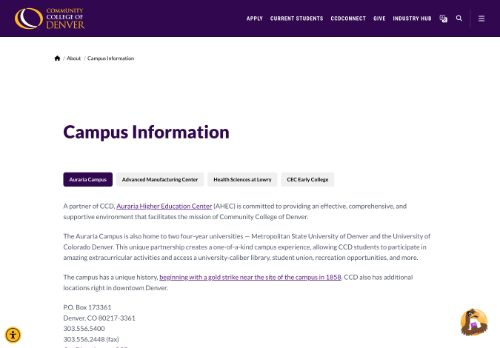 COMMUNITY
COLLEGE OF
DENVER
APPLY CURRENT STUDENTS CCDCONNECT GIVE INDUSTRY HUB
/ About / Campus Information
Campus Information
Auraria Campus Advanced Manufacturing Center Health Sciences at Lowry CEC Early College
A partner of CCD, Auraria Higher Education Center (AHEC) is committed to providing an effective, comprehensive, and
supportive environment that facilitates the mission of Community College of Denver.
The Auraria Campus is also home to two four-year universities — Metropolitan State University of Denver and the University of
Colorado Denver. This unique partnership creates a one-of-a-kind campus experience, allowing CCD students to participate in
amazing extracurricular activities and access a university-caliber library, student union, recreation opportunities, and more.
The campus has a unique history, beginning with a gold strike near the site of the campus in 1858. CCD also has additional
locations right in downtown Denver.
P.O. Box 173361
Denver, CO 80217-3361
303.556.5400
303.556.2448 (fax)